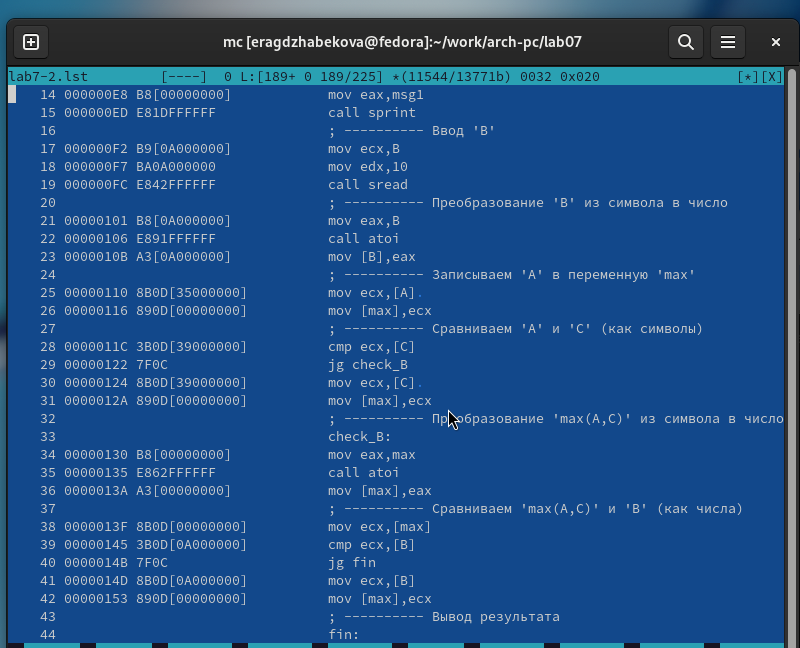 mc [eragdzhabekova@fedora]:~/work/arch-pc/lab07
lab7-2.lst [----] 0 L:[189+ 0 189/225] *(11544/13771b) 0032 0x020 [*][X]
14 000000E8 B8[00000000] mov eax,msg1
15 000000ED E81DFFFFFF call sprint
16 ; ---------- Ввод 'B'
17 000000F2 B9[0A000000] mov ecx,B
18 000000F7 BA0A000000 mov edx,10
19 000000FC E842FFFFFF call sread
20 ; ---------- Преобразование 'B' из символа в число
21 00000101 B8[0A000000] mov eax,B
22 00000106 E891FFFFFF call atoi
23 0000010B A3[0A000000] mov [B],eax
24 ; ---------- Записываем 'A' в переменную 'max'
25 00000110 8B0D[35000000] mov ecx,[A].
26 00000116 890D[00000000] mov [max],ecx
27 ; ---------- Сравниваем 'A' и 'C' (как символы)
28 0000011C 3B0D[39000000] cmp ecx,[C]
29 00000122 7F0C jg check_B
30 00000124 8B0D[39000000] mov ecx,[C].
31 0000012A 890D[00000000] mov [max],ecx
32 ; ---------- Преобразование 'max(A,C)' из символа в число
33 check_B:
34 00000130 B8[00000000] mov eax,max
35 00000135 E862FFFFFF call atoi
36 0000013A A3[00000000] mov [max],eax
37 ; ---------- Сравниваем 'max(A,C)' и 'B' (как числа)
38 0000013F 8B0D[00000000] mov ecx,[max]
39 00000145 3B0D[0A000000] cmp ecx,[B]
40 0000014B 7F0C jg fin
41 0000014D 8B0D[0A000000] mov ecx,[B]
42 00000153 890D[00000000] mov [max],ecx
43 ; ---------- Вывод результата
44 fin: